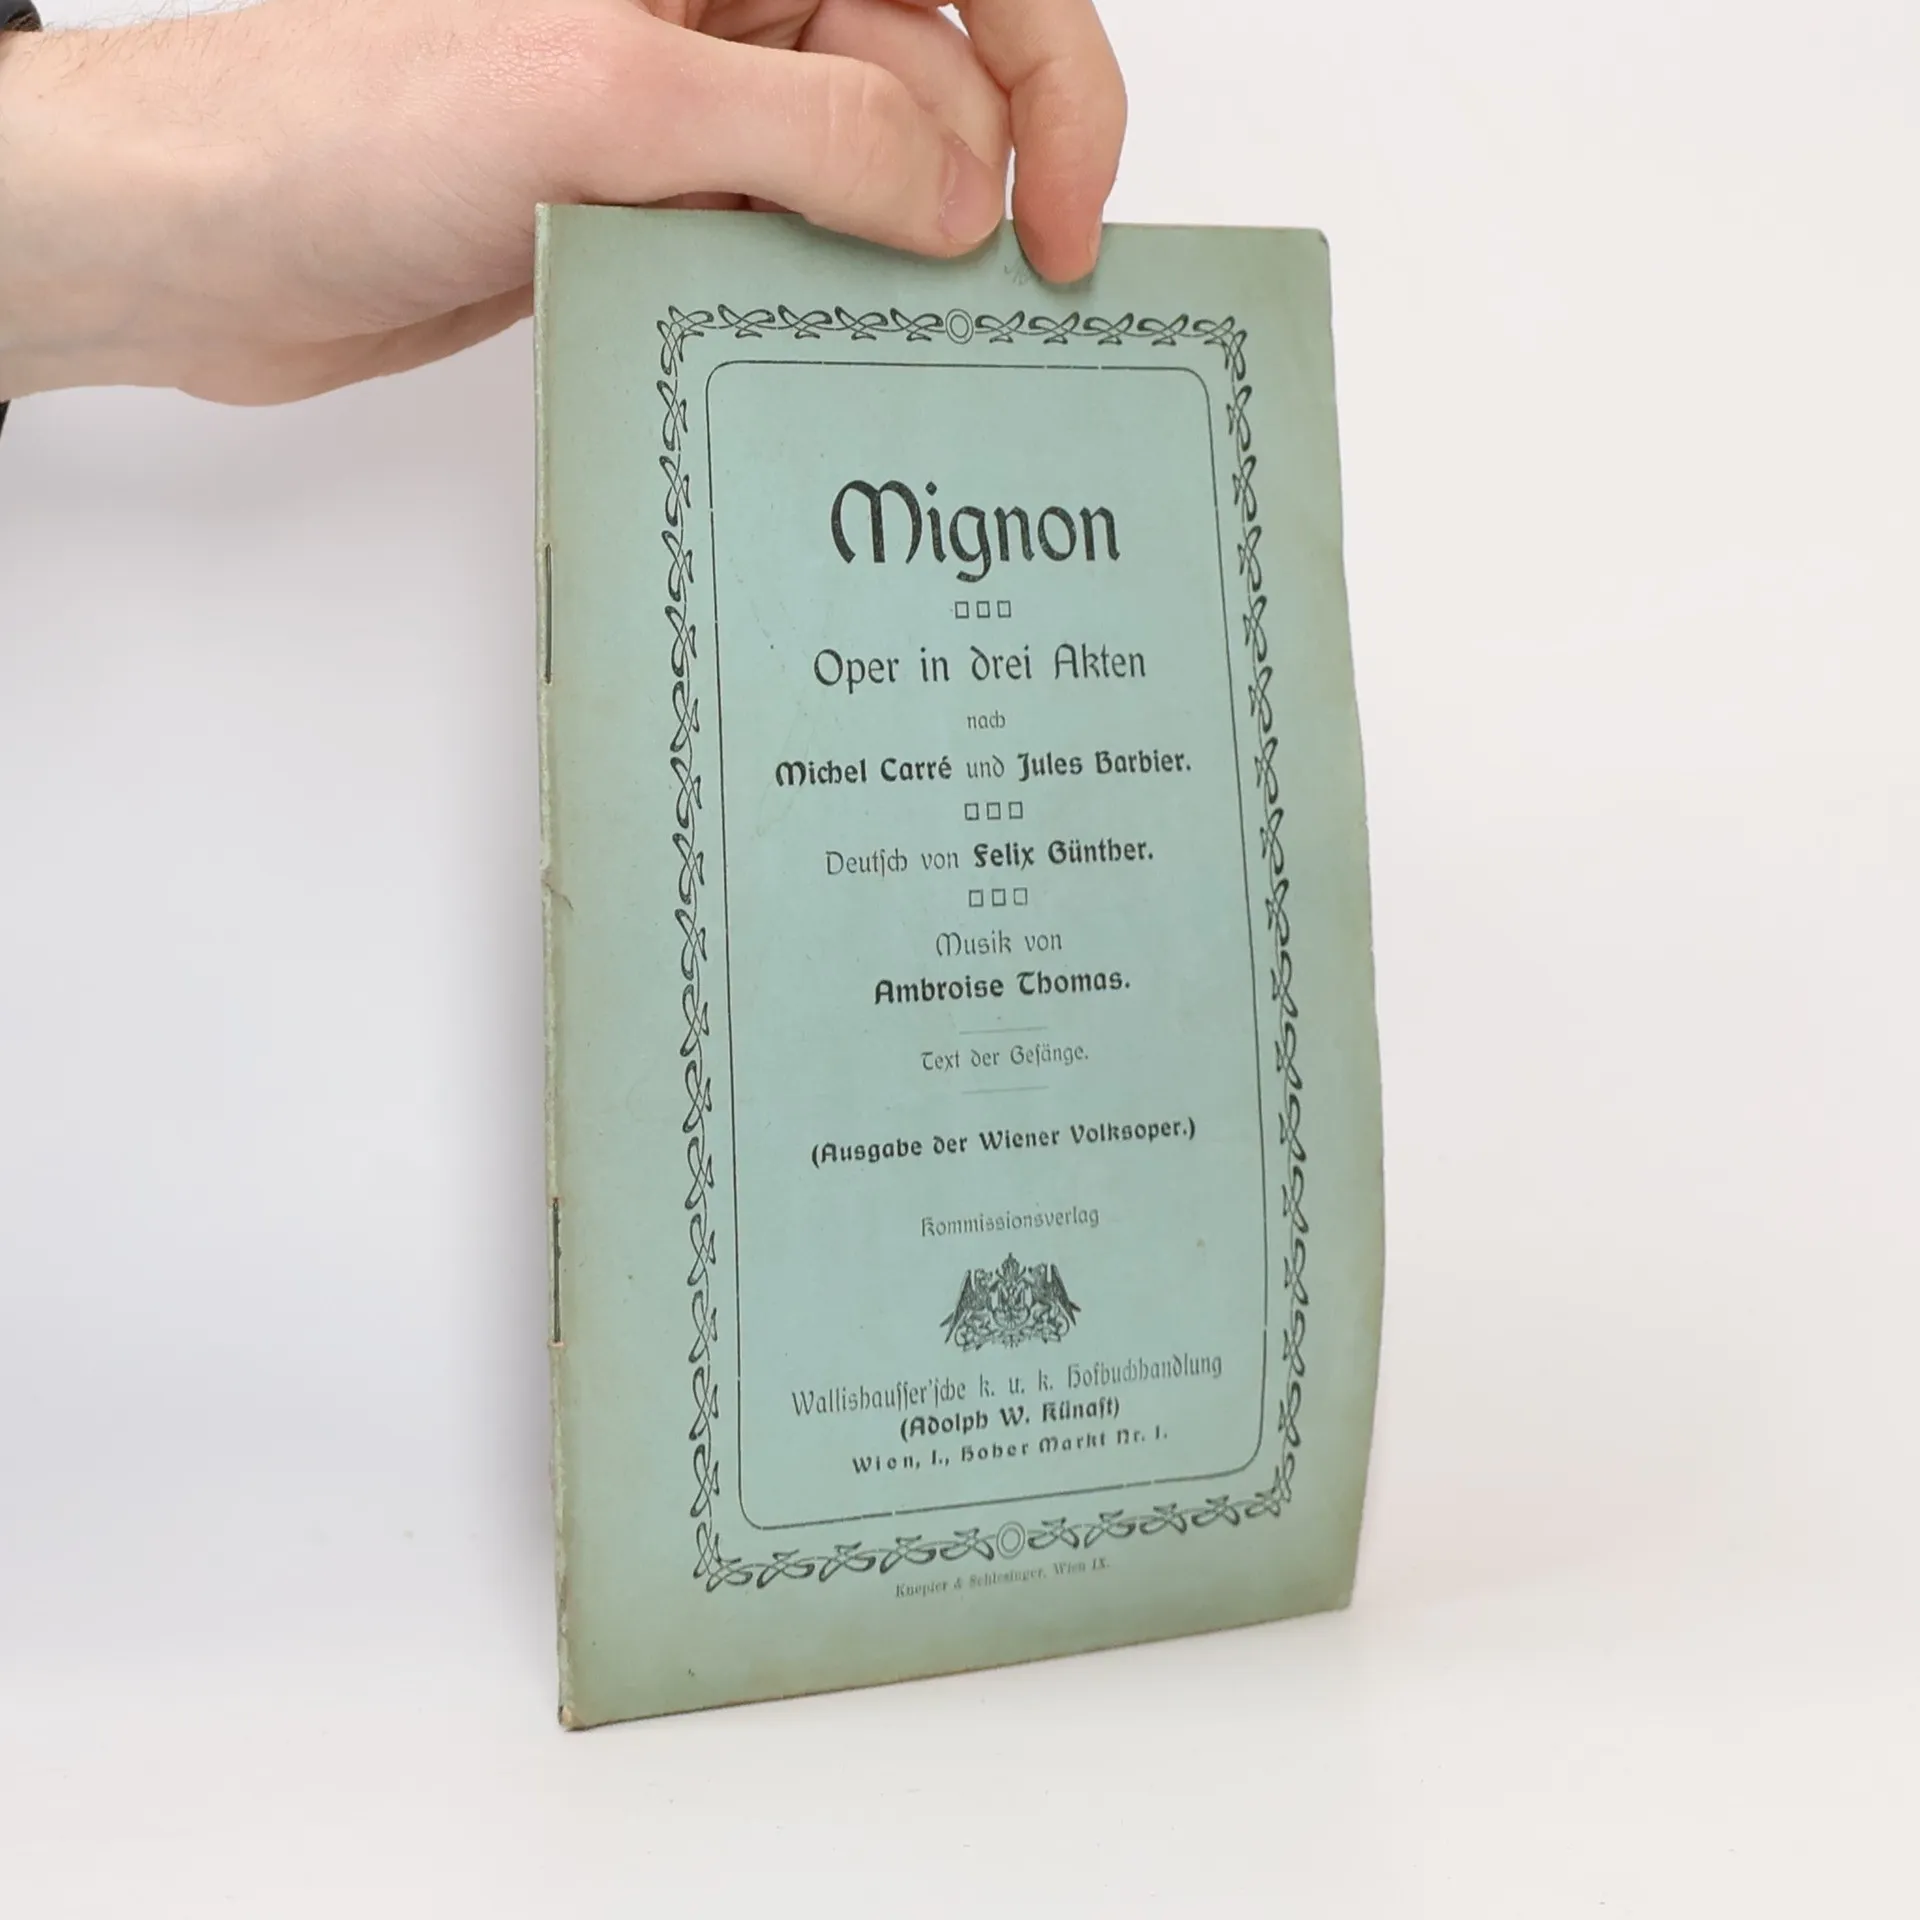 Mignon
Oper in drei Akten
nach
Michel Carré und Jules Barbier.
Deutſch von Felix Günther.
Musik von
Ambroise Thomas.
Text der Geſänge.
(Ausgabe der Wiener Volksoper.)
Kommissionsverlag
Wallishauſſer'ſche k. u. k. Hofbuchhandlung
(Adolph W. Künaſt)
Wien, I., Hoher Markt Nr. 1.
Knepler & Schlesinger, Wien IX.